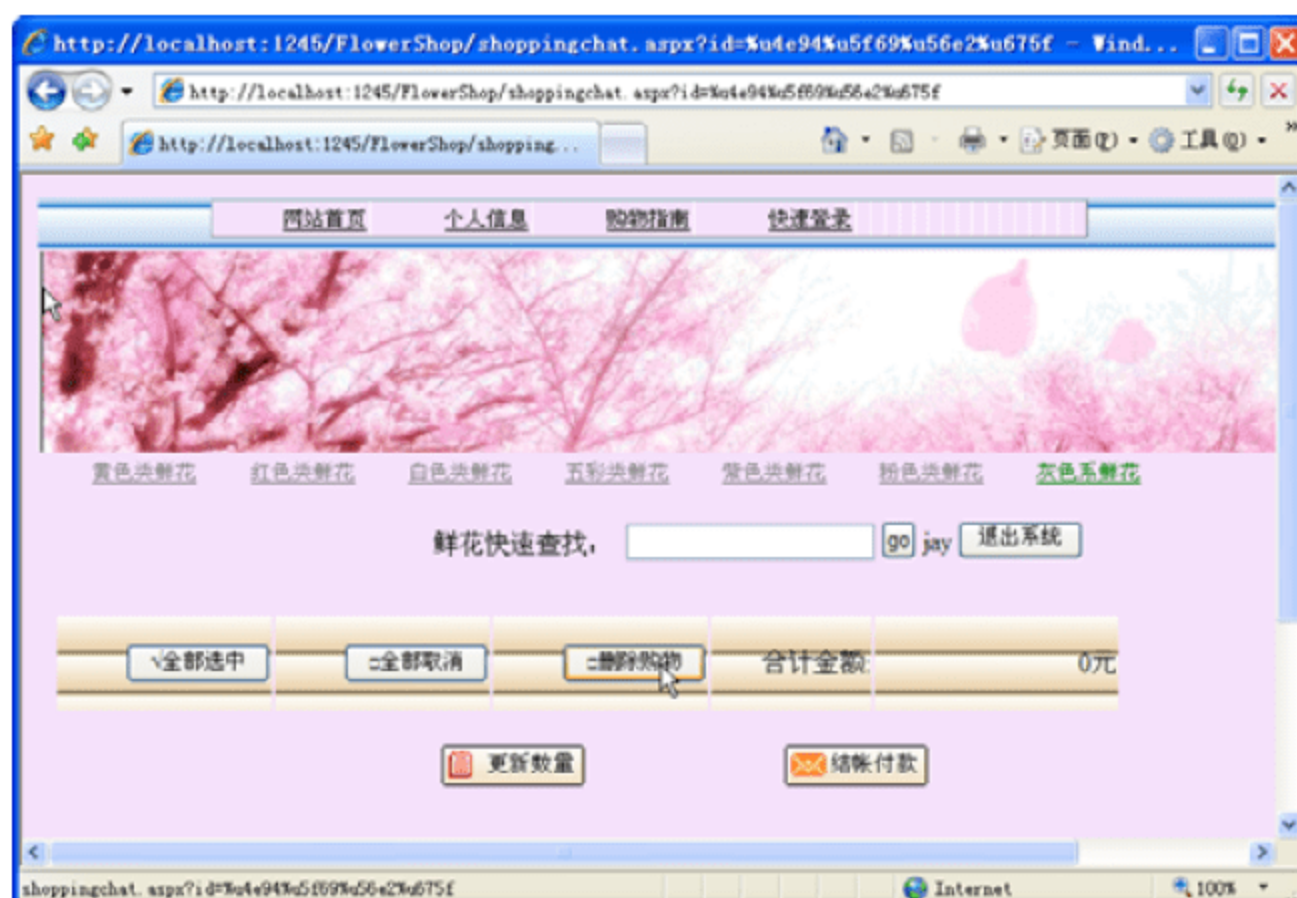 http://localhost:1245/FlowerShop/shoppingchat.aspx?id=%u4e94%u5f69%u56e2%u675f - Wind...
http://localhost:1245/FlowerShop/shoppingchat.aspx?id=%u4e94%u5f69%u56e2%u675f
http://localhost:1245/FlowerShop/shopping... 页面(P) 工具(O) »
网站首页 个人信息 购物指南 快速登录
黄色类鲜花 红色类鲜花 白色类鲜花 五彩类鲜花 紫色类鲜花 粉色类鲜花 灰色系鲜花
鲜花快速查找: go jay 退出系统
√全部选中 □全部取消 □删除购物 合计金额: 0元
更新数量 结帐付款
shoppingchat.aspx?id=%u4e94%u5f69%u56e2%u675f Internet 100%